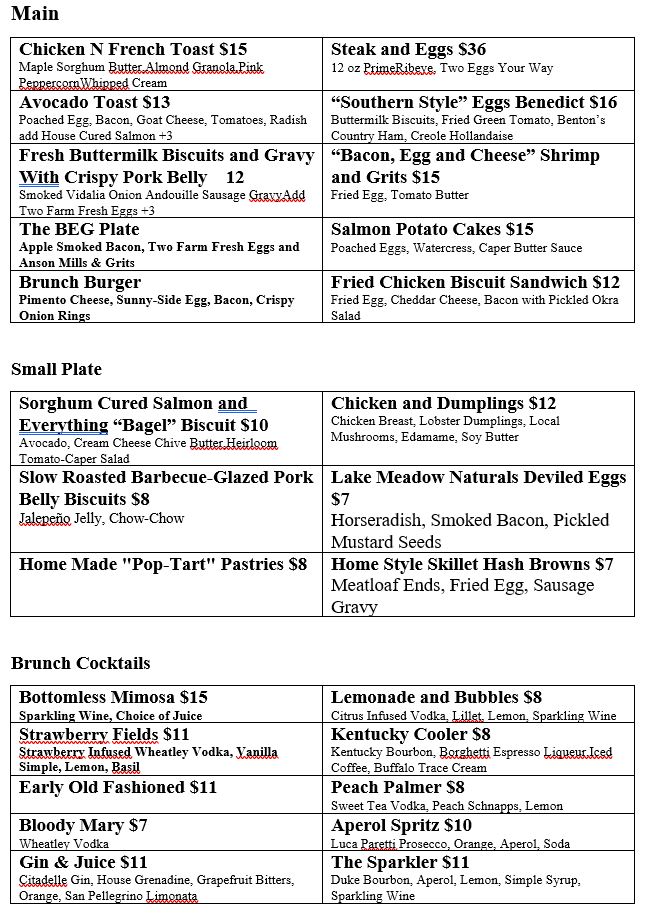 Main
Chicken N French Toast $15
Maple Sorghum Butter,Almond Granola,Pink
PeppercornWhipped Cream
Steak and Eggs $36
12 oz PrimeRibeye, Two Eggs Your Way
Avocado Toast $13
Poached Egg, Bacon, Goat Cheese, Tomatoes, Radish
add House Cured Salmon +3
“Southern Style” Eggs Benedict $16
Buttermilk Biscuits, Fried Green Tomato, Benton’s
Country Ham, Creole Hollandaise
Fresh Buttermilk Biscuits and Gravy
With Crispy Pork Belly 12
Smoked Vidalia Onion Andouille Sausage GravyAdd
Two Farm Fresh Eggs +3
“Bacon, Egg and Cheese” Shrimp
and Grits $15
Fried Egg, Tomato Butter
The BEG Plate
Apple Smoked Bacon, Two Farm Fresh Eggs and
Anson Mills & Grits
Salmon Potato Cakes $15
Poached Eggs, Watercress, Caper Butter Sauce
Brunch Burger
Pimento Cheese, Sunny-Side Egg, Bacon, Crispy
Onion Rings
Fried Chicken Biscuit Sandwich $12
Fried Egg, Cheddar Cheese, Bacon with Pickled Okra
Salad
Small Plate
Sorghum Cured Salmon and
Everything “Bagel” Biscuit $10
Avocado, Cream Cheese Chive Butter,Heirloom
Tomato-Caper Salad
Chicken and Dumplings $12
Chicken Breast, Lobster Dumplings, Local
Mushrooms, Edamame, Soy Butter
Slow Roasted Barbecue-Glazed Pork
Belly Biscuits $8
Jalepeño Jelly, Chow-Chow
Lake Meadow Naturals Deviled Eggs
$7
Horseradish, Smoked Bacon, Pickled
Mustard Seeds
Home Made "Pop-Tart" Pastries $8
Home Style Skillet Hash Browns $7
Meatloaf Ends, Fried Egg, Sausage
Gravy
Brunch Cocktails
Bottomless Mimosa $15
Sparkling Wine, Choice of Juice
Lemonade and Bubbles $8
Citrus Infused Vodka, Lillet, Lemon, Sparkling Wine
Strawberry Fields $11
Strawberry Infused Wheatley Vodka, Vanilla
Simple, Lemon, Basil
Kentucky Cooler $8
Kentucky Bourbon, Borghetti Espresso Liqueur,Iced
Coffee, Buffalo Trace Cream
Early Old Fashioned $11
Peach Palmer $8
Sweet Tea Vodka, Peach Schnapps, Lemon
Bloody Mary $7
Wheatley Vodka
Aperol Spritz $10
Luca Paretti Prosecco, Orange, Aperol, Soda
Gin & Juice $11
Citadelle Gin, House Grenadine, Grapefruit Bitters,
Orange, San Pellegrino Limonata
The Sparkler $11
Duke Bourbon, Aperol, Lemon, Simple Syrup,
Sparkling Wine